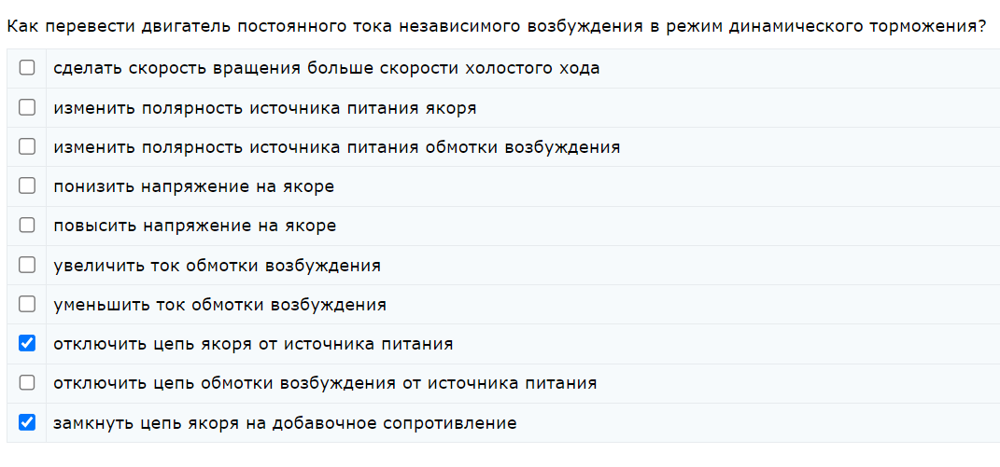 Как перевести двигатель постоянного тока независимого возбуждения в режим динамического торможения?
сделать скорость вращения больше скорости холостого хода
изменить полярность источника питания якоря
изменить полярность источника питания обмотки возбуждения
понизить напряжение на якоре
повысить напряжение на якоре
увеличить ток обмотки возбуждения
уменьшить ток обмотки возбуждения
отключить цепь якоря от источника питания
отключить цепь обмотки возбуждения от источника питания
замкнуть цепь якоря на добавочное сопротивление